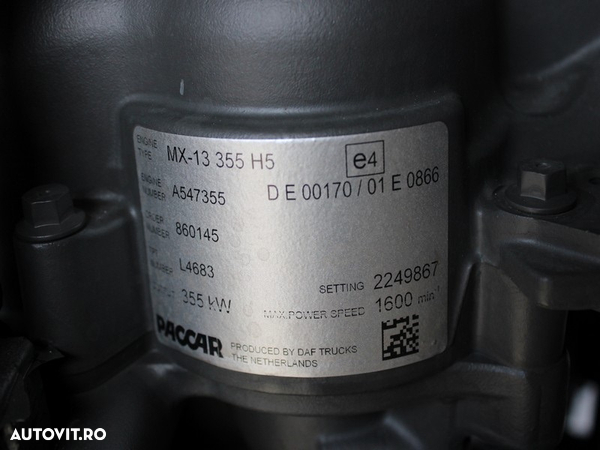 ENGINE TYPE MX-13 355 H5 e4
ENGINE NUMBER A547355 D E 00170 / 01 E 0866
860145
NUMBER L4683 SETTING 2249867
355 kW MAX.POWER SPEED 1600 min⁻¹
PACCAR PRODUCED BY DAF TRUCKS
THE NETHERLANDS
AUTOVIT.RO